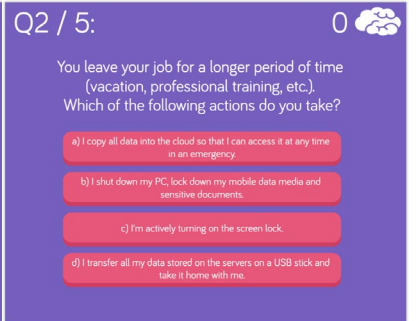 Q2 / 5:
0
You leave your job for a longer period of time
(vacation, professional training, etc.).
Which of the following actions do you take?
a) I copy all data into the cloud so that I can access it at any time
in an emergency.
b) I shut down my PC, lock down my mobile data media and
sensitive documents.
c) I'm actively turning on the screen lock.
d) I transfer all my data stored on the servers on a USB stick and
take it home with me.